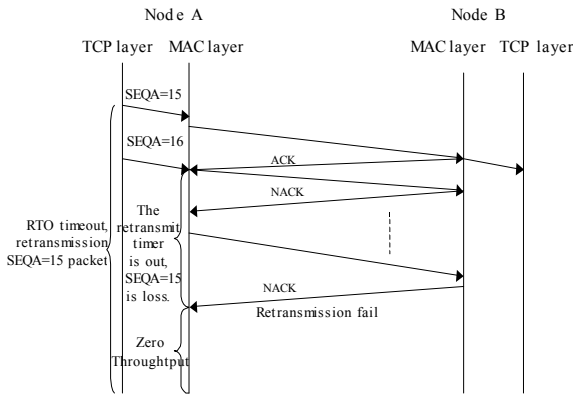 Node A
Node B
TCP layer
MAC layer
MAC layer
TCP layer
SEQA=15
SEQA=16
ACK
NACK
RTO timeout,
retransmission
SEQA=15 packet
The
retransmit
timer
is out,
SEQA=15
is loss.
NACK
Retransmission fail
Zero
Throughtput